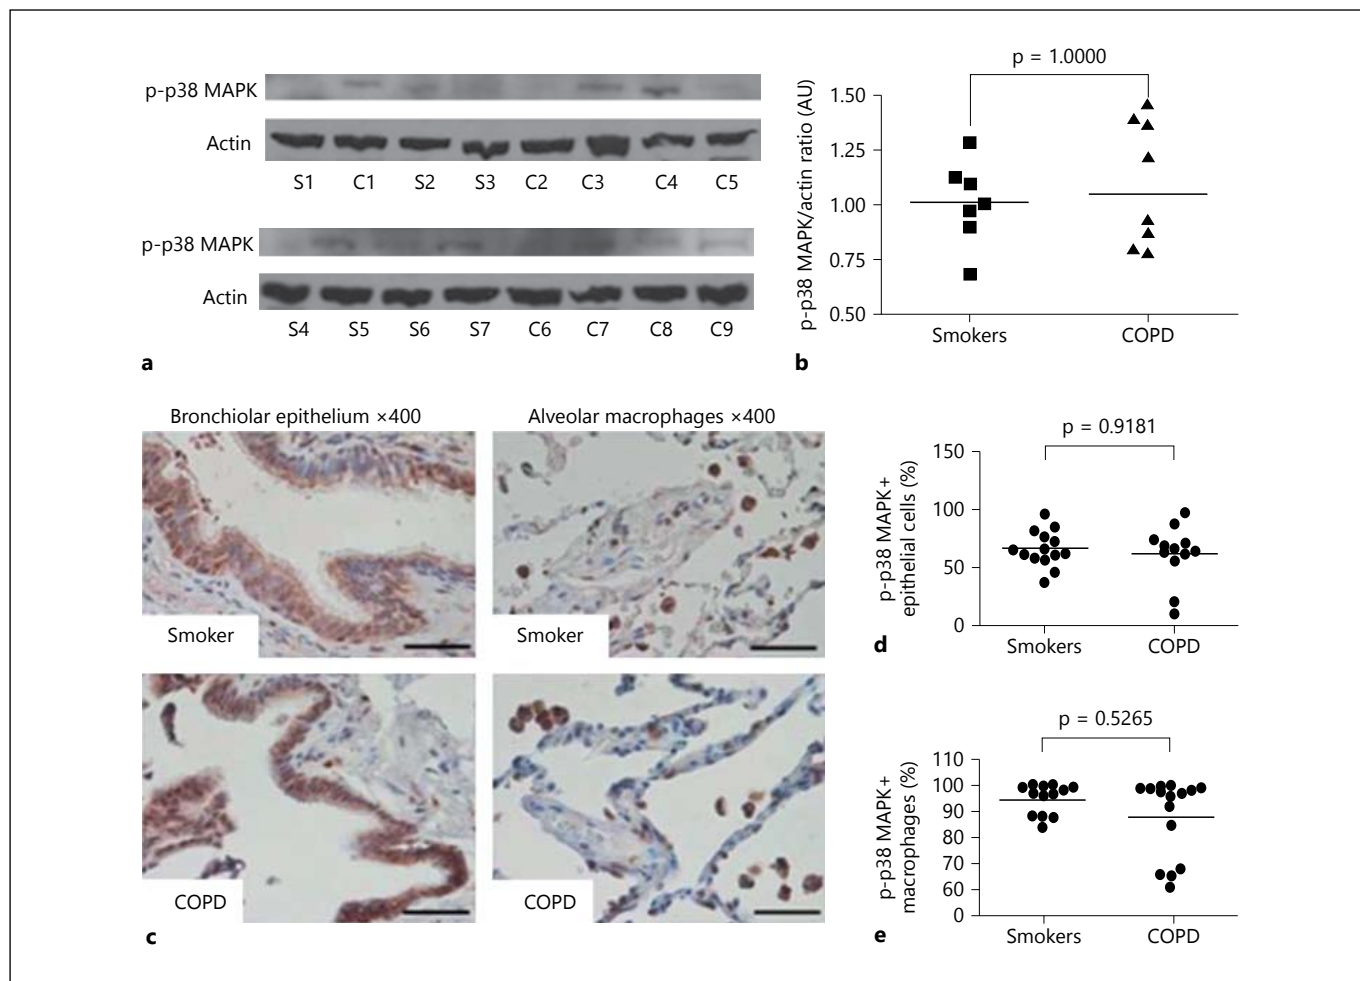 p-p38 MAPK
Actin
S1 C1 S2 S3 C2 C3 C4 C5
p-p38 MAPK
Actin
S4 S5 S6 S7 C6 C7 C8 C9
a
p = 1.0000
p-p38 MAPK/actin ratio (AU)
1.50
1.25
1.00
0.75
0.50
Smokers COPD
b
Bronchiolar epithelium ×400 Alveolar macrophages ×400
Smoker Smoker
COPD COPD
c
p = 0.9181
p-p38 MAPK+
epithelial cells (%)
150
100
50
0
Smokers COPD
d
p = 0.5265
p-p38 MAPK+
macrophages (%)
110
100
90
80
70
60
0
Smokers COPD
e